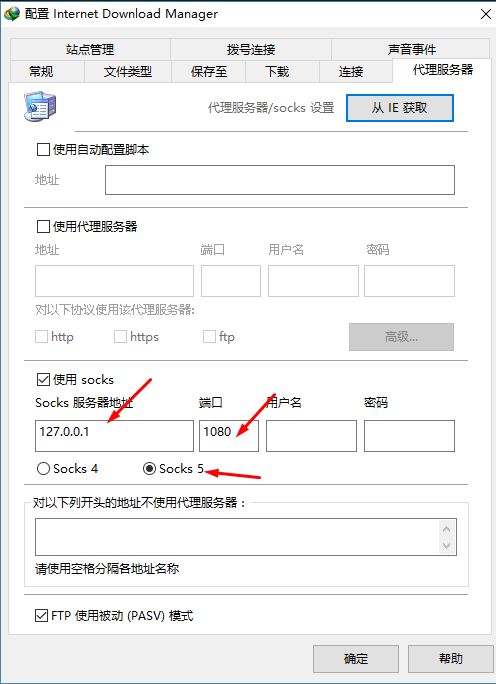 配置 Internet Download Manager
站点管理 拨号连接 声音事件
常规 文件类型 保存至 下载 连接 代理服务器
代理服务器/socks 设置 从 IE 获取
使用自动配置脚本
地址
使用代理服务器
地址 端口 用户名 密码
对以下协议使用该代理服务器:
http https ftp 高级...
使用 socks
Socks 服务器地址 端口 用户名 密码
127.0.0.1 1080
Socks 4 Socks 5
对以下列开头的地址不使用代理服务器：
请使用空格分隔各地址名称
FTP 使用被动 (PASV) 模式
确定 帮助